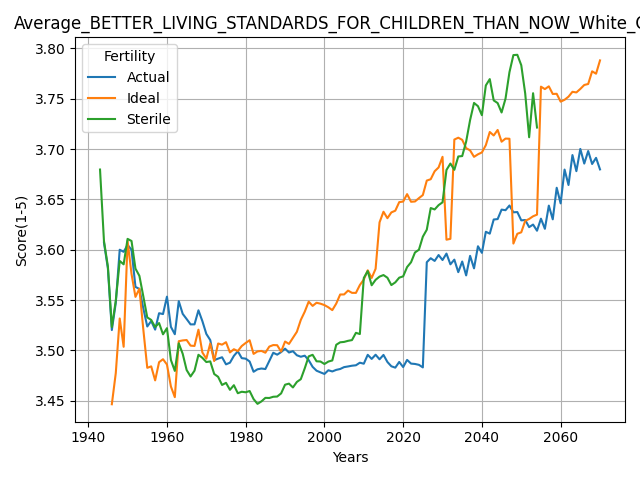 Average_BETTER_LIVING_STANDARDS_FOR_CHILDREN_THAN_NOW_White_
Fertility
Actual
Ideal
Sterile
3.80
3.75
3.70
3.65
3.60
3.55
3.50
3.45
Score(1-5)
1940 1960 1980 2000 2020 2040 2060
Years